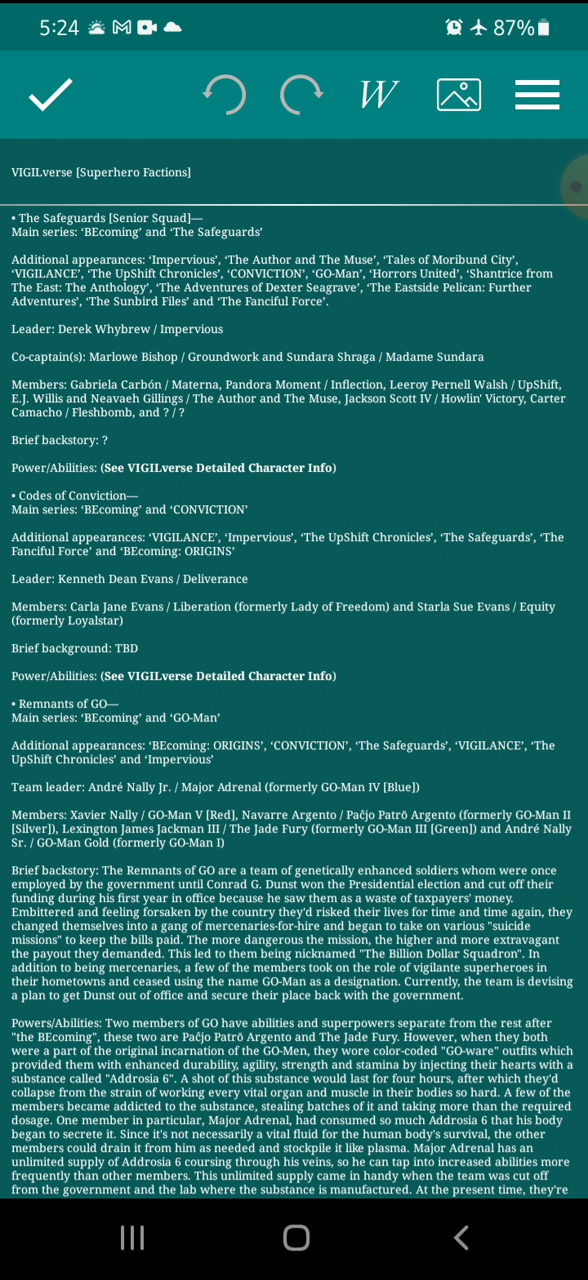 5:24
87%
W
VIGILverse [Superhero Factions]
• The Safeguards [Senior Squad]—
Main series: ‘BEcoming’ and ‘The Safeguards’
Additional appearances: ‘Impervious’, ‘The Author and The Muse’, ‘Tales of Moribund City’,
‘VIGILANCE’, ‘The UpShift Chronicles’, ‘CONVICTION’, ‘GO-Man’, ‘Horrors United’, ‘Shantrice from
The East: The Anthology’, ‘The Adventures of Dexter Seagrave’, ‘The Eastside Pelican: Further
Adventures’, ‘The Sunbird Files’ and ‘The Fanciful Force’.
Leader: Derek Whybrew / Impervious
Co-captain(s): Marlowe Bishop / Groundwork and Sundara Shraga / Madame Sundara
Members: Gabriela Carbón / Materna, Pandora Moment / Inflection, Leeroy Pernell Walsh / UpShift,
E.J. Willis and Neavaeh Gillings / The Author and The Muse, Jackson Scott IV / Howlin' Victory, Carter
Camacho / Fleshbomb, and ? / ?
Brief backstory: ?
Power/Abilities: (See VIGILverse Detailed Character Info)
• Codes of Conviction—
Main series: ‘BEcoming’ and ‘CONVICTION’
Additional appearances: ‘VIGILANCE’, ‘Impervious’, ‘The UpShift Chronicles’, ‘The Safeguards’, ‘The
Fanciful Force’ and ‘BEcoming: ORIGINS’
Leader: Kenneth Dean Evans / Deliverance
Members: Carla Jane Evans / Liberation (formerly Lady of Freedom) and Starla Sue Evans / Equity
(formerly Loyalstar)
Brief background: TBD
Power/Abilities: (See VIGILverse Detailed Character Info)
• Remnants of GO—
Main series: ‘BEcoming’ and ‘GO-Man’
Additional appearances: ‘BEcoming: ORIGINS’, ‘CONVICTION’, ‘The Safeguards’, ‘VIGILANCE’, ‘The
UpShift Chronicles’ and ‘Impervious’
Team leader: André Nally Jr. / Major Adrenal (formerly GO-Man IV [Blue])
Members: Xavier Nally / GO-Man V [Red], Navarre Argento / Paĉjo Patrō Argento (formerly GO-Man II
[Silver]), Lexington James Jackman III / The Jade Fury (formerly GO-Man III [Green]) and André Nally
Sr. / GO-Man Gold (formerly GO-Man I)
Brief backstory: The Remnants of GO are a team of genetically enhanced soldiers whom were once
employed by the government until Conrad G. Dunst won the Presidential election and cut off their
funding during his first year in office because he saw them as a waste of taxpayers' money.
Embittered and feeling forsaken by the country they'd risked their lives for time and time again, they
changed themselves into a gang of mercenaries-for-hire and began to take on various "suicide
missions" to keep the bills paid. The more dangerous the mission, the higher and more extravagant
the payout they demanded. This led to them being nicknamed "The Billion Dollar Squadron". In
addition to being mercenaries, a few of the members took on the role of vigilante superheroes in
their hometowns and ceased using the name GO-Man as a designation. Currently, the team is devising
a plan to get Dunst out of office and secure their place back with the government.
Powers/Abilities: Two members of GO have abilities and superpowers separate from the rest after
"the BEcoming", these two are Paĉjo Patrō Argento and The Jade Fury. However, when they both
were a part of the original incarnation of the GO-Men, they wore color-coded "GO-ware" outfits which
provided them with enhanced durability, agility, strength and stamina by injecting their hearts with a
substance called "Addrosia 6". A shot of this substance would last for four hours, after which they'd
collapse from the strain of working every vital organ and muscle in their bodies so hard. A few of the
members became addicted to the substance, stealing batches of it and taking more than the required
dosage. One member in particular, Major Adrenal, had consumed so much Addrosia 6 that his body
began to secrete it. Since it's not necessarily a vital fluid for the human body's survival, the other
members could drain it from him as needed and stockpile it like plasma. Major Adrenal has an
unlimited supply of Addrosia 6 coursing through his veins, so he can tap into increased abilities more
frequently than other members. This unlimited supply came in handy when the team was cut off
from the government and the lab where the substance is manufactured. At the present time, they're